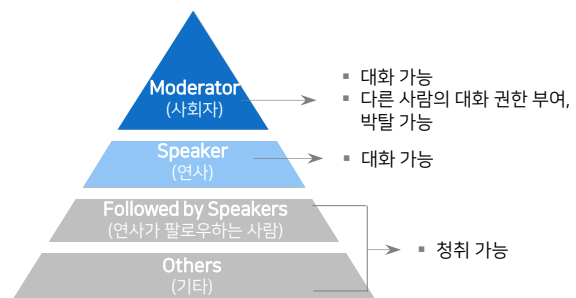 Moderator
(사회자)
▪ 대화 가능
▪ 다른 사람의 대화 권한 부여,
박탈 가능
Speaker
(연사)
▪ 대화 가능
Followed by Speakers
(연사가 팔로우하는 사람)
▪ 청취 가능
Others
(기타)